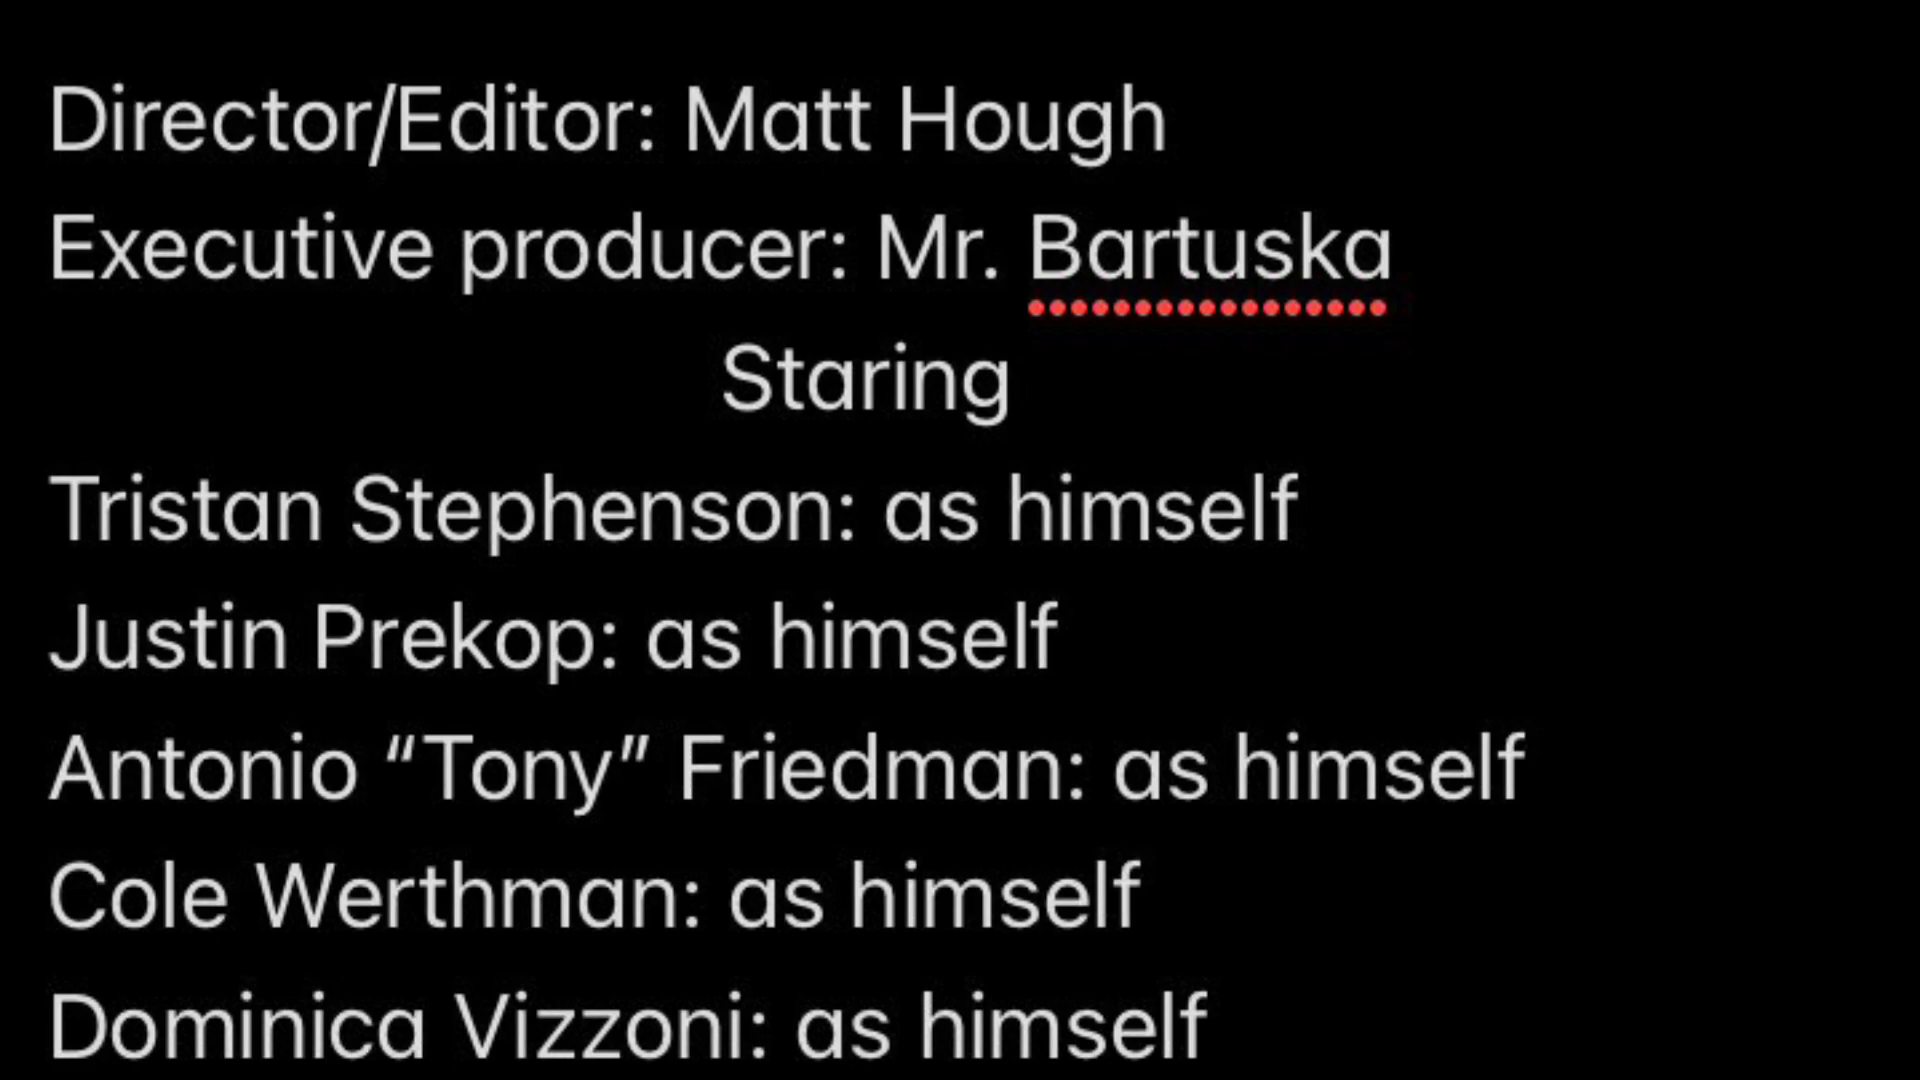 Director/Editor: Matt Hough
Executive producer: Mr. Bartuska
Staring
Tristan Stephenson: as himself
Justin Prekop: as himself
Antonio “Tony” Friedman: as himself
Cole Werthman: as himself
Dominica Vizzoni: as himself